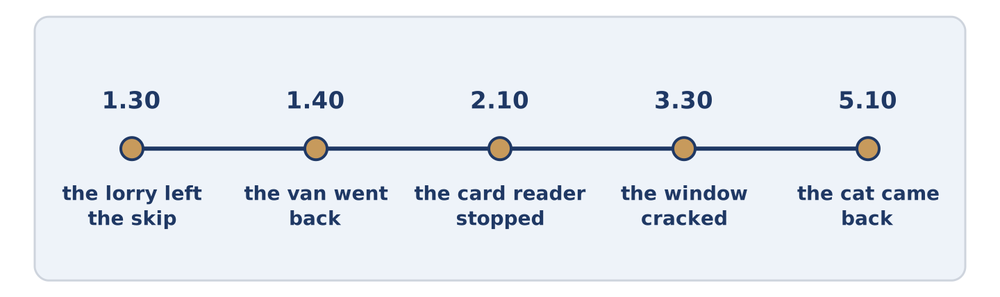 1.30
the lorry left
the skip
1.40
the van went
back
2.10
the card reader
stopped
3.30
the window
cracked
5.10
the cat came
back